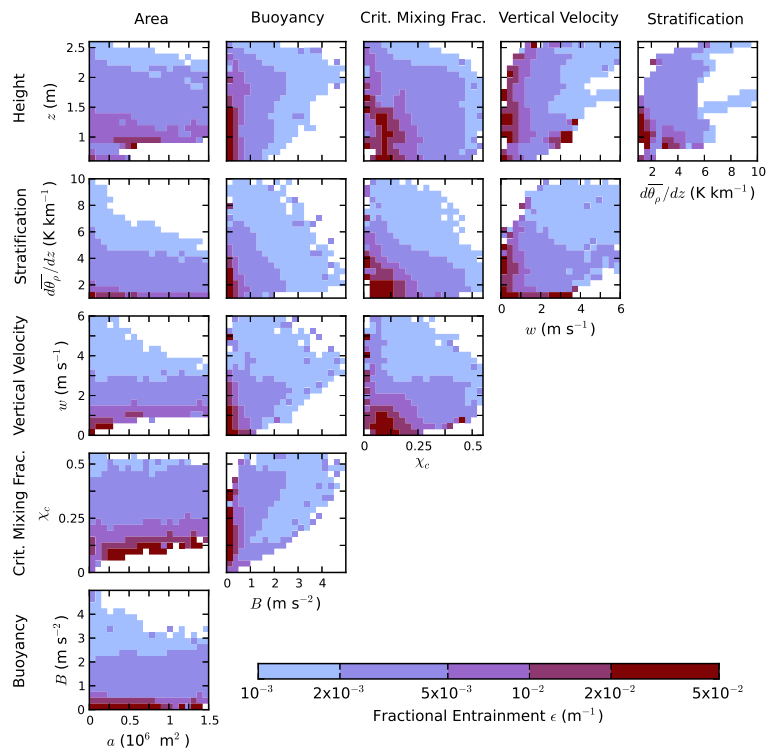 Area Buoyancy Crit. Mixing Frac. Vertical Velocity Stratification
Height
z (m)
2.5
2
1.5
1
2 4 6 8 10
dθρ/dz (K km⁻¹)
Stratification
dθρ/dz (K km⁻¹)
10
8
6
4
2
0 2 4 6
w (m s⁻¹)
Vertical Velocity
w (m s⁻¹)
6
4
2
0
0 0.25 0.5
χc
Crit. Mixing Frac.
χc
0.5
0.25
0
0 1 2 3 4
B (m s⁻²)
Buoyancy
B (m s⁻²)
5
4
3
2
1
0
0 0.5 1 1.5
a (10⁶ m²)
10⁻³ 2x10⁻³ 5x10⁻³ 10⁻² 2x10⁻² 5x10⁻²
Fractional Entrainment ϵ (m⁻¹)